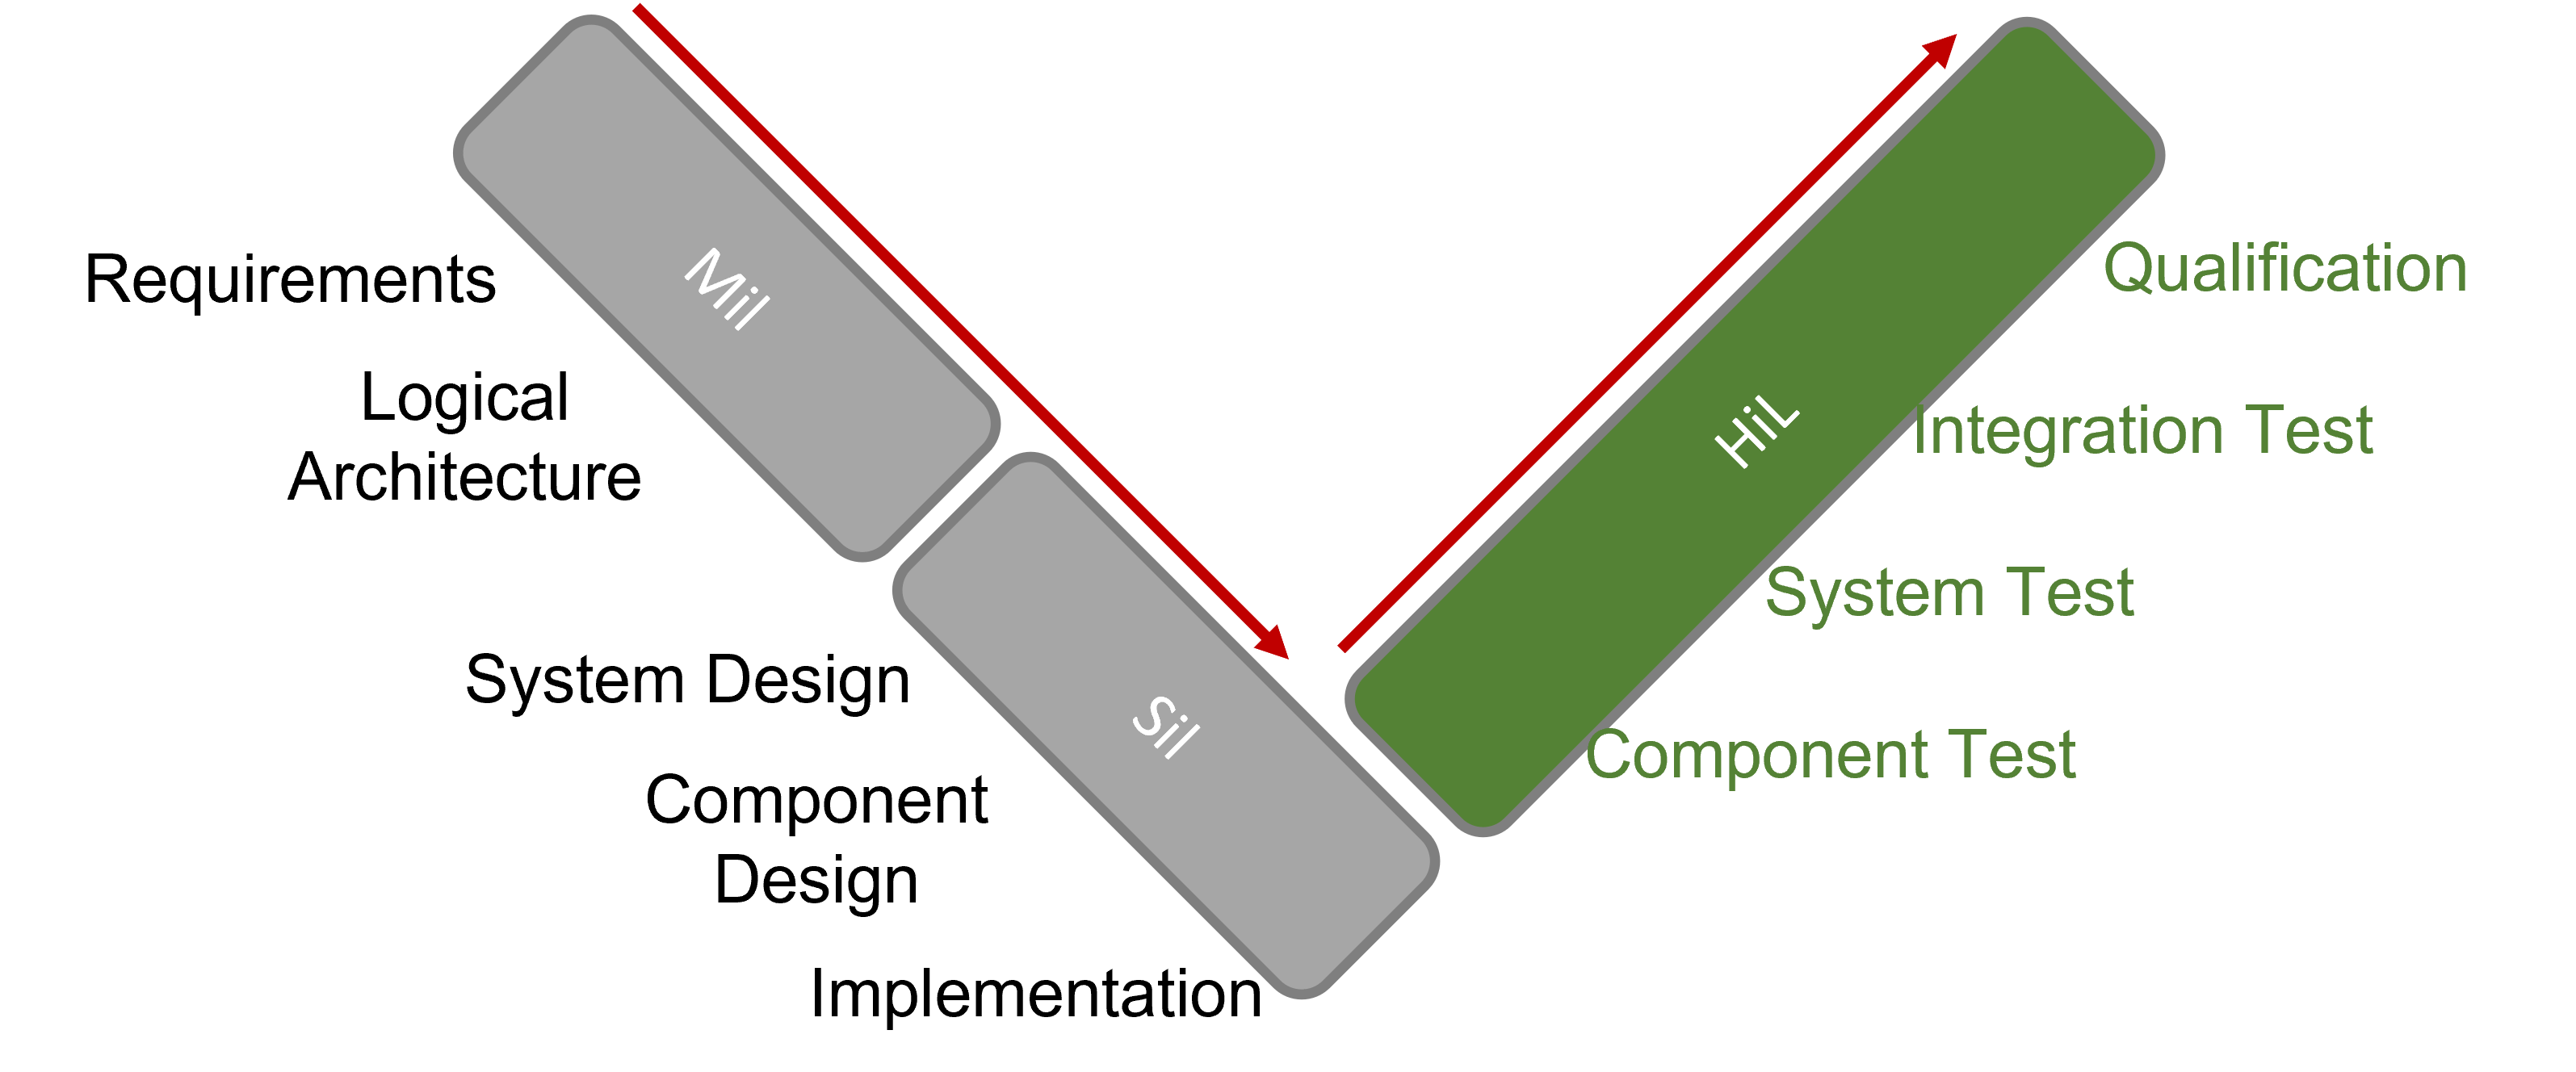 Requirements
Logical
Architecture
System Design
Component
Design
Implementation
Mil
Sil
HiL
Qualification
Integration Test
System Test
Component Test